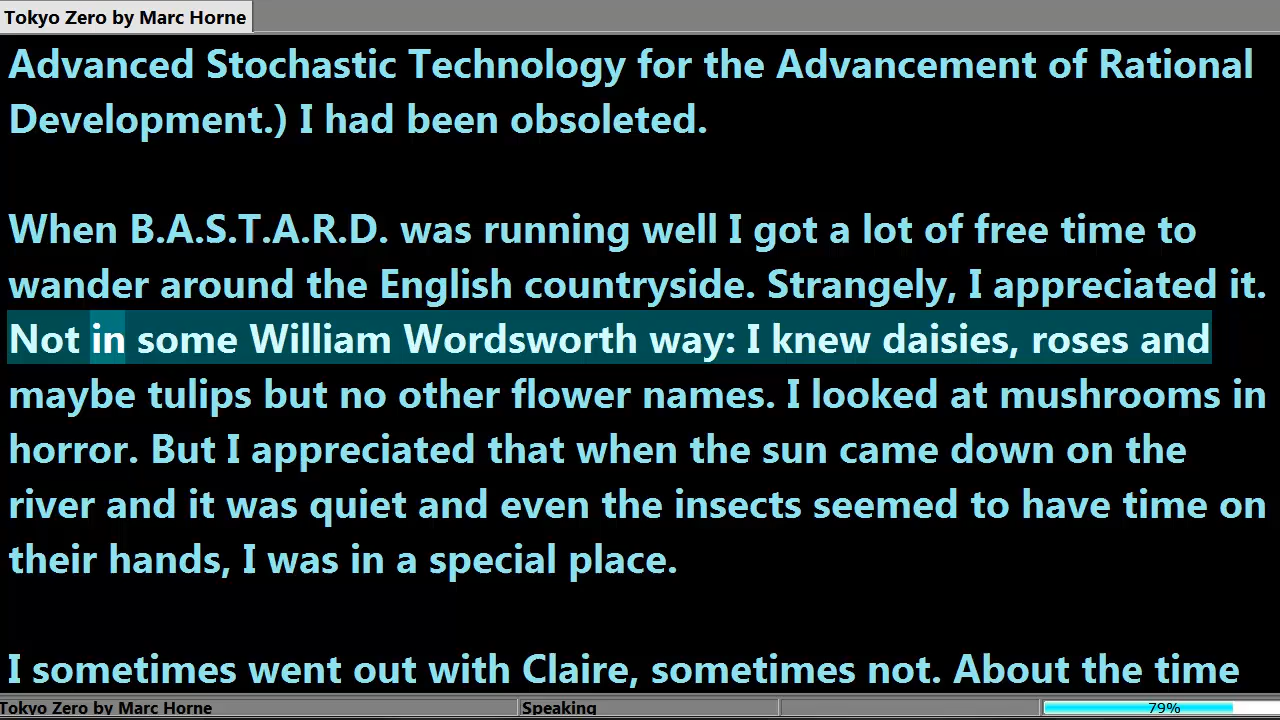 Tokyo Zero by Marc Horne
Advanced Stochastic Technology for the Advancement of Rational
Development.) I had been obsoleted.
When B.A.S.T.A.R.D. was running well I got a lot of free time to
wander around the English countryside. Strangely, I appreciated it.
Not in some William Wordsworth way: I knew daisies, roses and
maybe tulips but no other flower names. I looked at mushrooms in
horror. But I appreciated that when the sun came down on the
river and it was quiet and even the insects seemed to have time on
their hands, I was in a special place.
I sometimes went out with Claire, sometimes not. About the time
Tokyo Zero by Marc Horne
Speaking
79%